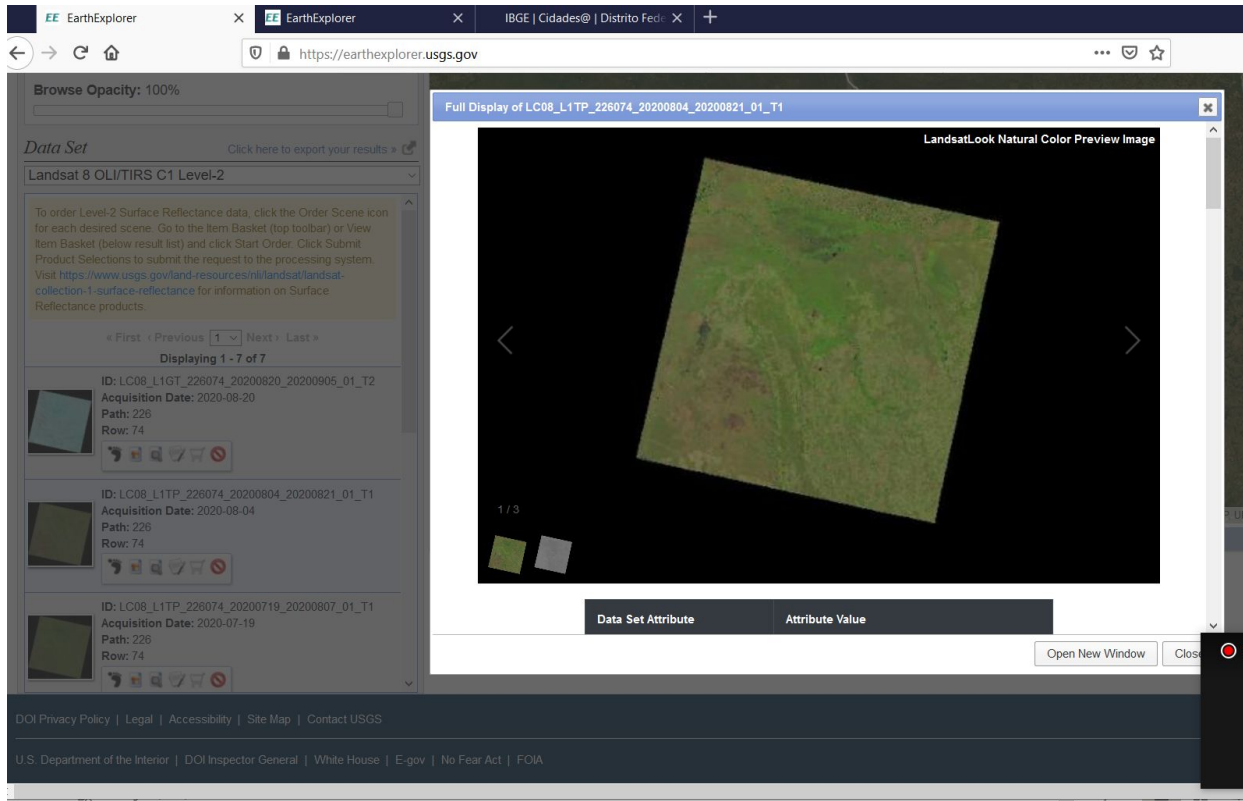 EE EarthExplorer
EE EarthExplorer
IBGE | Cidades@ | Distrito Fede
https://earthexplorer.usgs.gov
Browse Opacity: 100%
Data Set
Click here to export your results »
Landsat 8 OLI/TIRS C1 Level-2
To order Level-2 Surface Reflectance data, click the Order Scene icon
for each desired scene. Go to the Item Basket (top toolbar) or View
Item Basket (below result list) and click Start Order. Click Submit
Product Selections to submit the request to the processing system.
Visit https://www.usgs.gov/land-resources/nli/landsat/landsat-
collection-1-surface-reflectance for information on Surface
Reflectance products.
« First ‹ Previous 1 Next › Last »
Displaying 1 - 7 of 7
ID: LC08_L1GT_226074_20200820_20200905_01_T2
Acquisition Date: 2020-08-20
Path: 226
Row: 74
ID: LC08_L1TP_226074_20200804_20200821_01_T1
Acquisition Date: 2020-08-04
Path: 226
Row: 74
ID: LC08_L1TP_226074_20200719_20200807_01_T1
Acquisition Date: 2020-07-19
Path: 226
Row: 74
Full Display of LC08_L1TP_226074_20200804_20200821_01_T1
LandsatLook Natural Color Preview Image
1 / 3
Data Set Attribute Attribute Value
Open New Window Close
DOI Privacy Policy | Legal | Accessibility | Site Map | Contact USGS
U.S. Department of the Interior | DOI Inspector General | White House | E-gov | No Fear Act | FOIA